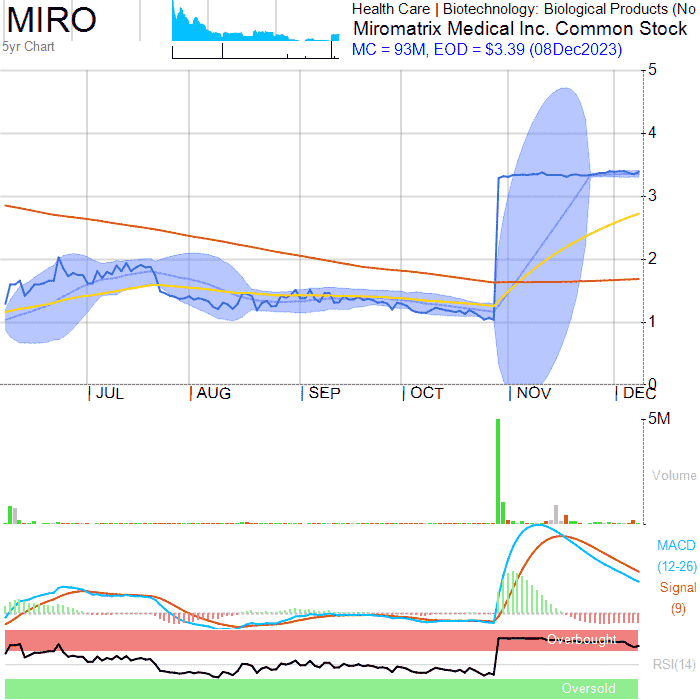 MIRO
5yr Chart
Health Care | Biotechnology: Biological Products (No
Miromatrix Medical Inc. Common Stock
MC = 93M, EOD = $3.39 (08Dec2023)
5
4
3
2
1
0
JUL AUG SEP OCT NOV DEC
5M
Volume
MACD
(12-26)
Signal
(9)
Overbought
RSI(14)
Oversold